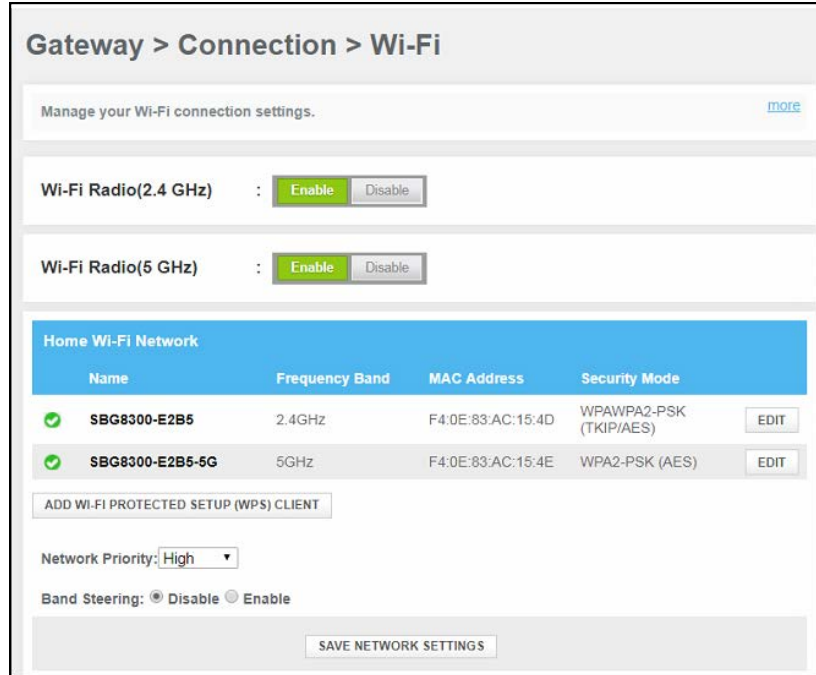 Gateway > Connection > Wi-Fi
Manage your Wi-Fi connection settings. more
Wi-Fi Radio(2.4 GHz) : Enable Disable
Wi-Fi Radio(5 GHz) : Enable Disable
Home Wi-Fi Network
Name Frequency Band MAC Address Security Mode
SBG8300-E2B5 2.4GHz F4:0E:83:AC:15:4D WPAWPA2-PSK (TKIP/AES) EDIT
SBG8300-E2B5-5G 5GHz F4:0E:83:AC:15:4E WPA2-PSK (AES) EDIT
ADD WI-FI PROTECTED SETUP (WPS) CLIENT
Network Priority: High
Band Steering: Disable Enable
SAVE NETWORK SETTINGS